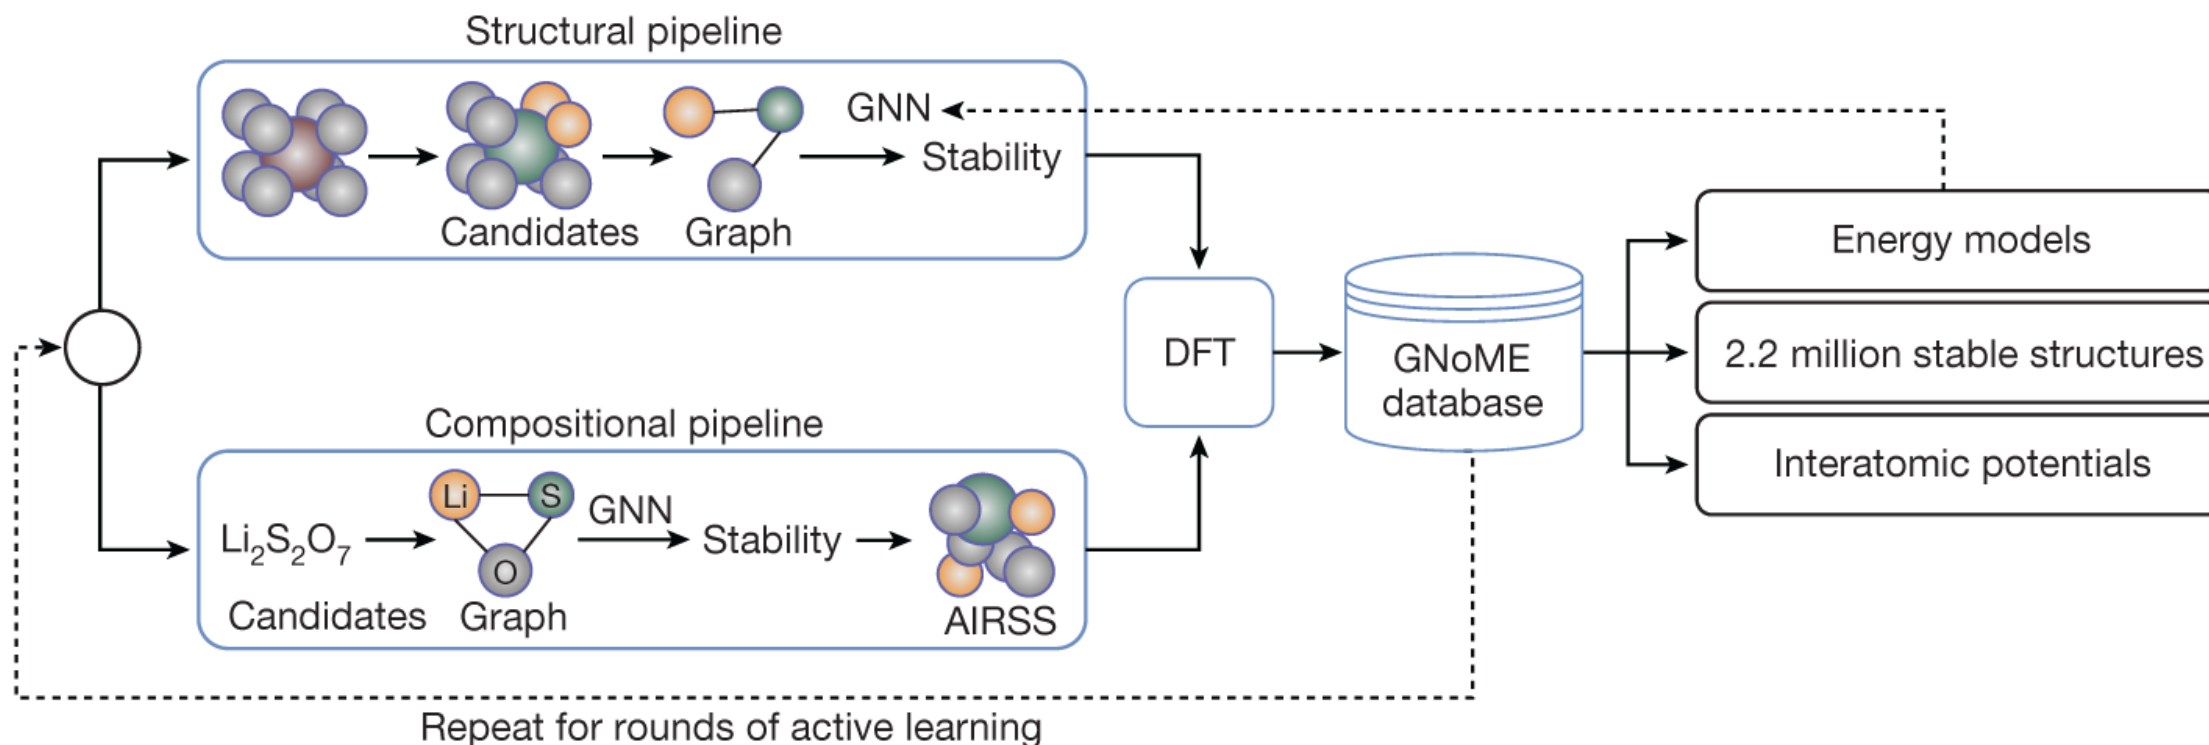 Structural pipeline
GNN
Stability
Candidates
Graph
Energy models
DFT
GNoME
database
2.2 million stable structures
Interatomic potentials
Compositional pipeline
Li
S
O
GNN
Li₂S₂O₇
Stability
Candidates
Graph
AIRSS
Repeat for rounds of active learning